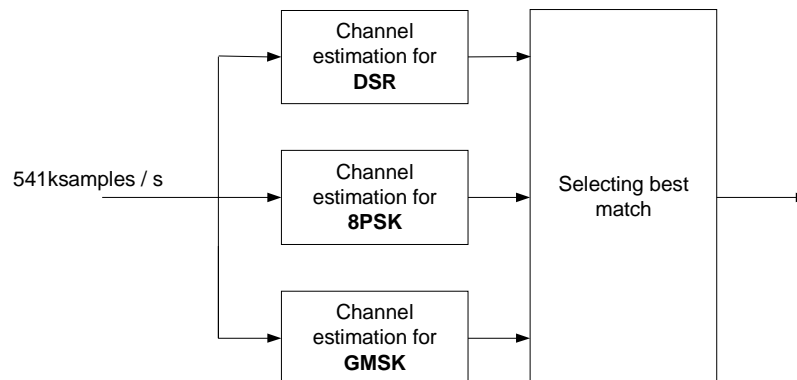 Channel
estimation for
DSR
541ksamples / s
Channel
estimation for
8PSK
Selecting best
match
Channel
estimation for
GMSK